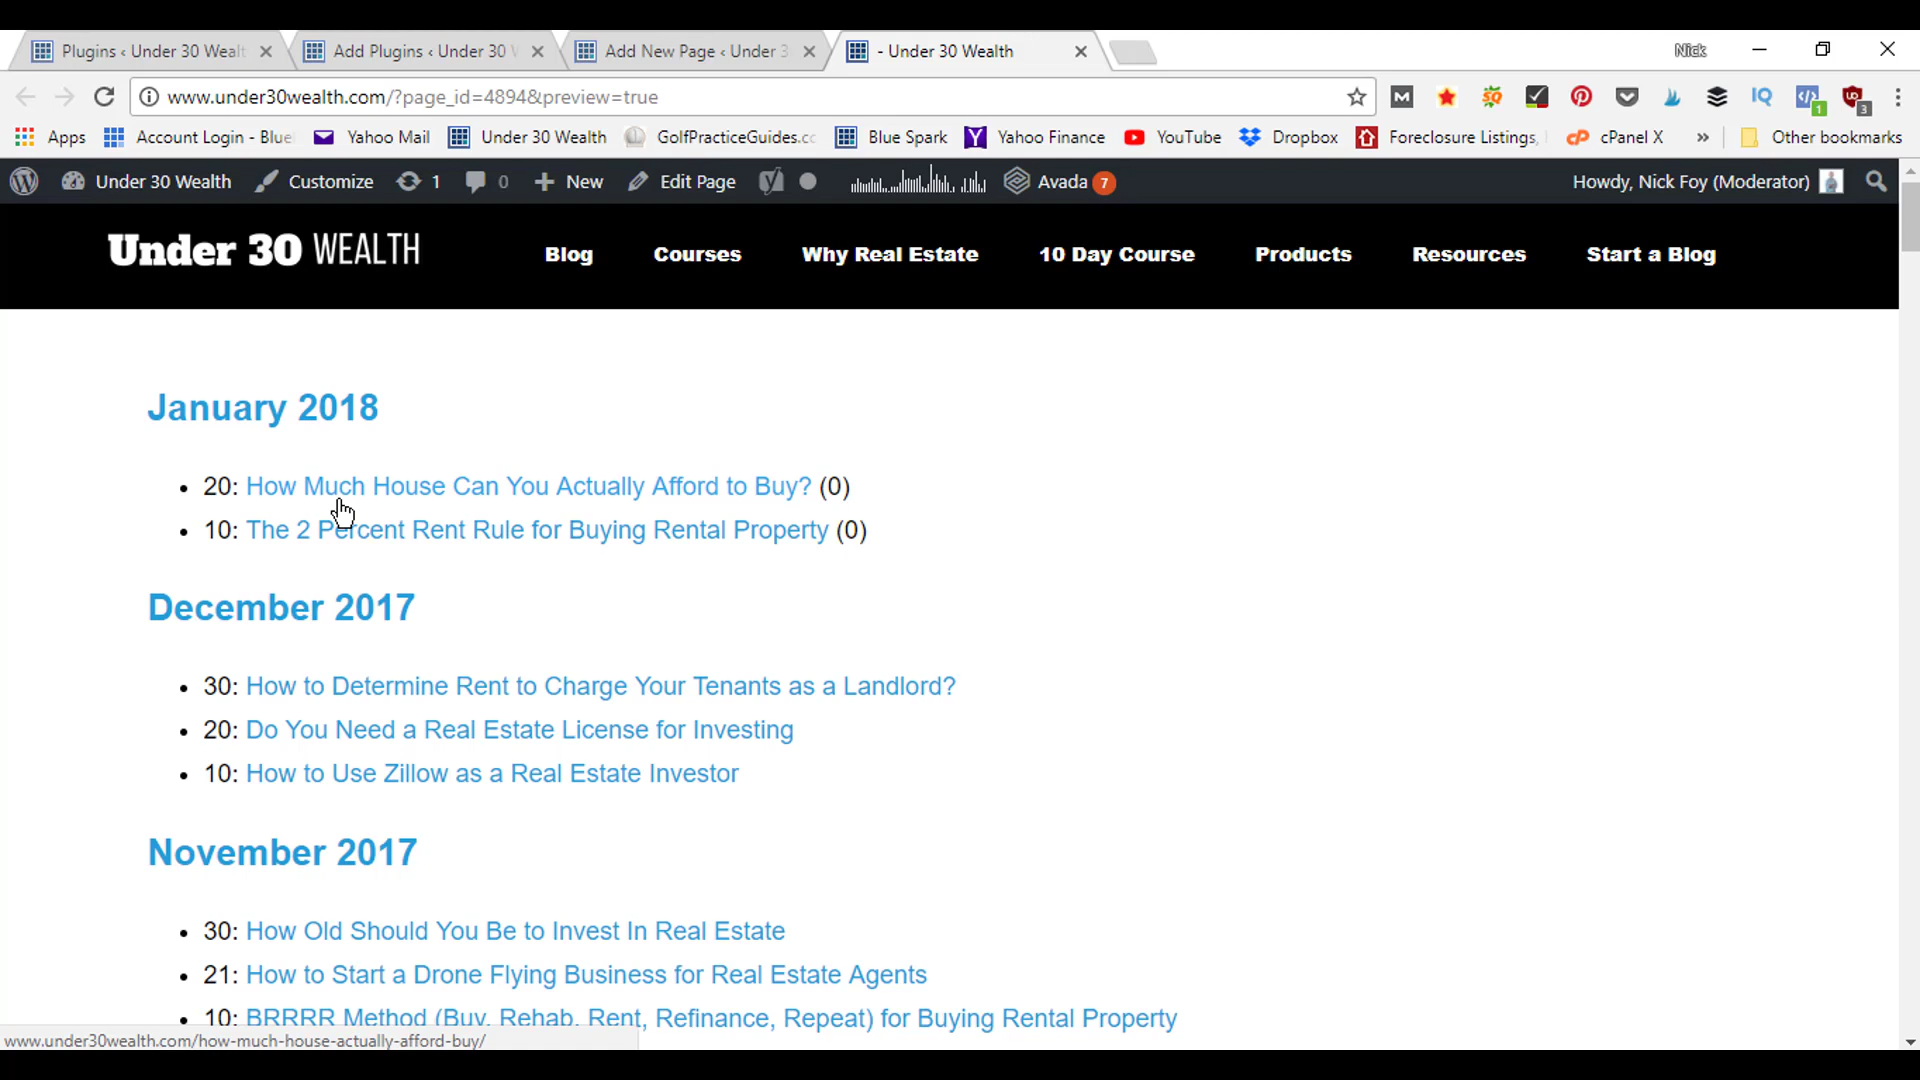 Plugins ‹ Under 30 Wealt
Add Plugins ‹ Under 30 W
Add New Page ‹ Under 3
- Under 30 Wealth
Nick
www.under30wealth.com/?page_id=4894&preview=true
Apps
Account Login - Blue
Yahoo Mail
Under 30 Wealth
GolfPracticeGuides.co
Blue Spark
Yahoo Finance
YouTube
Dropbox
Foreclosure Listings,
cPanel X
»
Other bookmarks
Under 30 Wealth
Customize
1
0
New
Edit Page
Avada 7
Howdy, Nick Foy (Moderator)
Under 30 WEALTH
Blog
Courses
Why Real Estate
10 Day Course
Products
Resources
Start a Blog
January 2018
• 20: How Much House Can You Actually Afford to Buy? (0)
• 10: The 2 Percent Rent Rule for Buying Rental Property (0)
December 2017
• 30: How to Determine Rent to Charge Your Tenants as a Landlord?
• 20: Do You Need a Real Estate License for Investing
• 10: How to Use Zillow as a Real Estate Investor
November 2017
• 30: How Old Should You Be to Invest In Real Estate
• 21: How to Start a Drone Flying Business for Real Estate Agents
• 10: BRRRR Method (Buy, Rehab, Rent, Refinance, Repeat) for Buying Rental Property
www.under30wealth.com/how-much-house-actually-afford-buy/